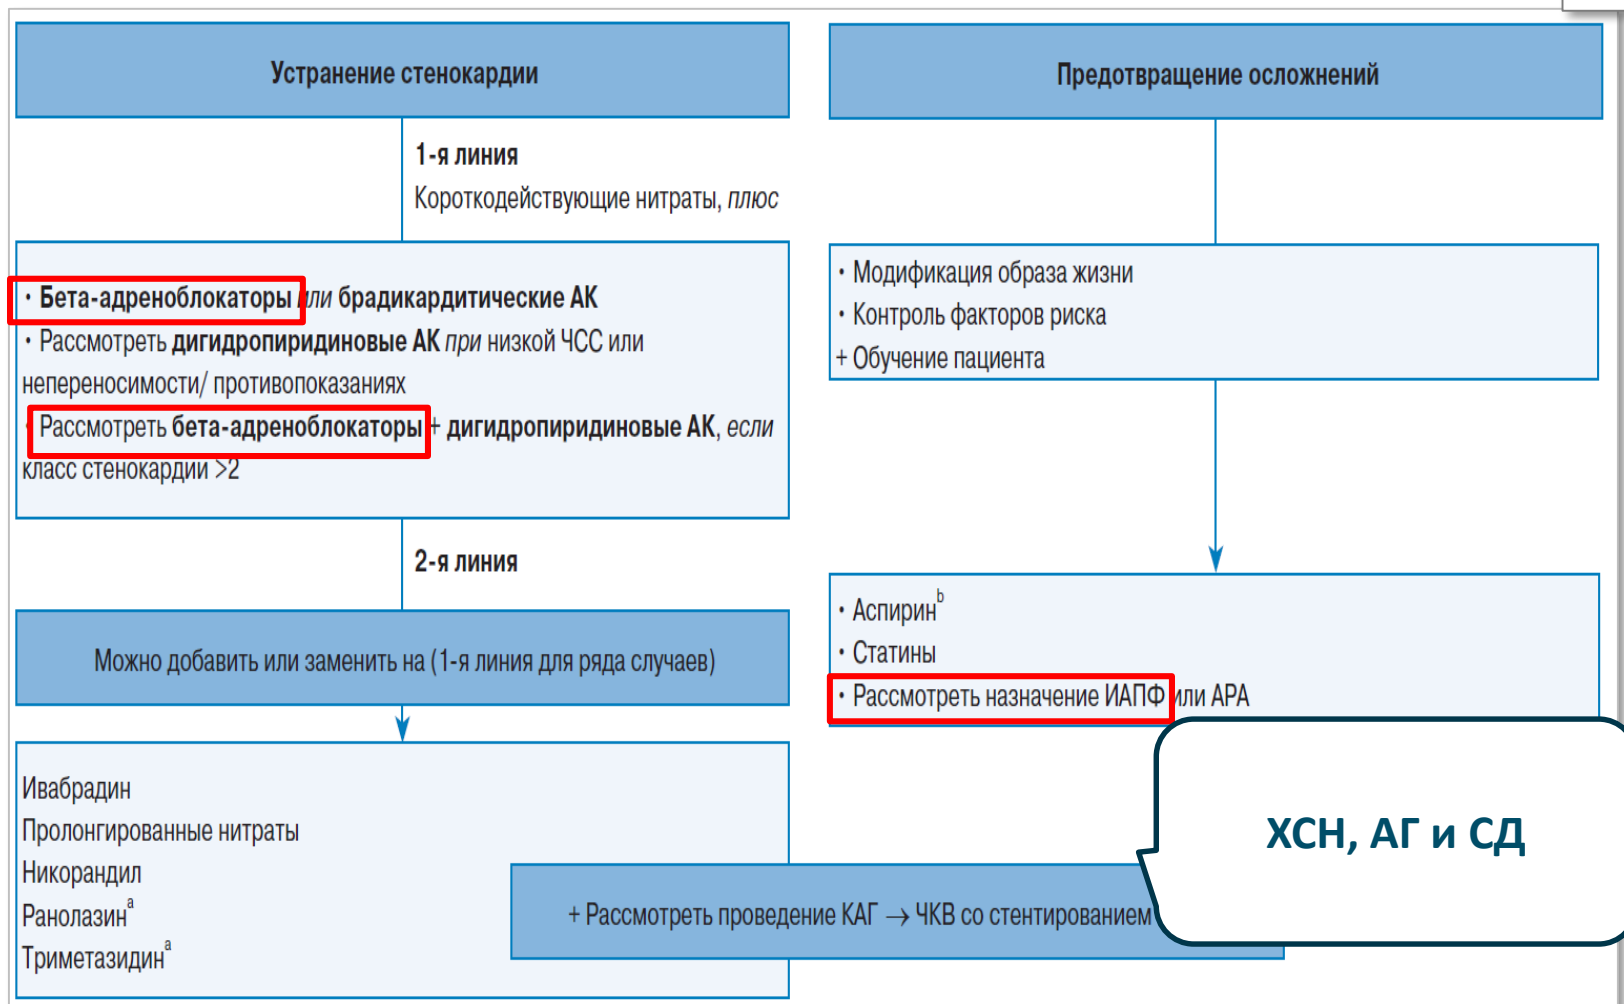 Устранение стенокардии
1-я линия
Короткодействующие нитраты, плюс
• Бета-адреноблокаторы или брадикардитические АК
• Рассмотреть дигидропиридиновые АК при низкой ЧСС или
непереносимости/ противопоказаниях
• Рассмотреть бета-адреноблокаторы + дигидропиридиновые АК, если
класс стенокардии >2
2-я линия
Можно добавить или заменить на (1-я линия для ряда случаев)
Ивабрадин
Пролонгированные нитраты
Никорандил
Ранолазин^a
Триметазидин^a
+ Рассмотреть проведение КАГ → ЧКВ со стентированием
Предотвращение осложнений
• Модификация образа жизни
• Контроль факторов риска
+ Обучение пациента
• Аспирин^b
• Статины
• Рассмотреть назначение ИАПФ или АРА
ХСН, АГ и СД